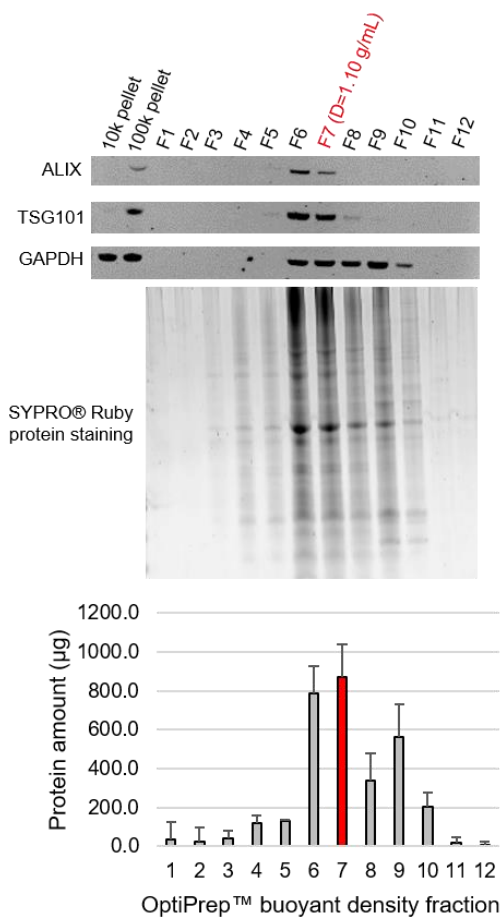 10k pellet
100k pellet
F1
F2
F3
F4
F5
F6
F7 (D=1.10 g/mL)
F8
F9
F10
F11
F12
ALIX
TSG101
GAPDH
SYPRO® Ruby
protein staining
Protein amount (µg)
1200.0
1000.0
800.0
600.0
400.0
200.0
0.0
1 2 3 4 5 6 7 8 9 10 11 12
OptiPrep™ buoyant density fraction